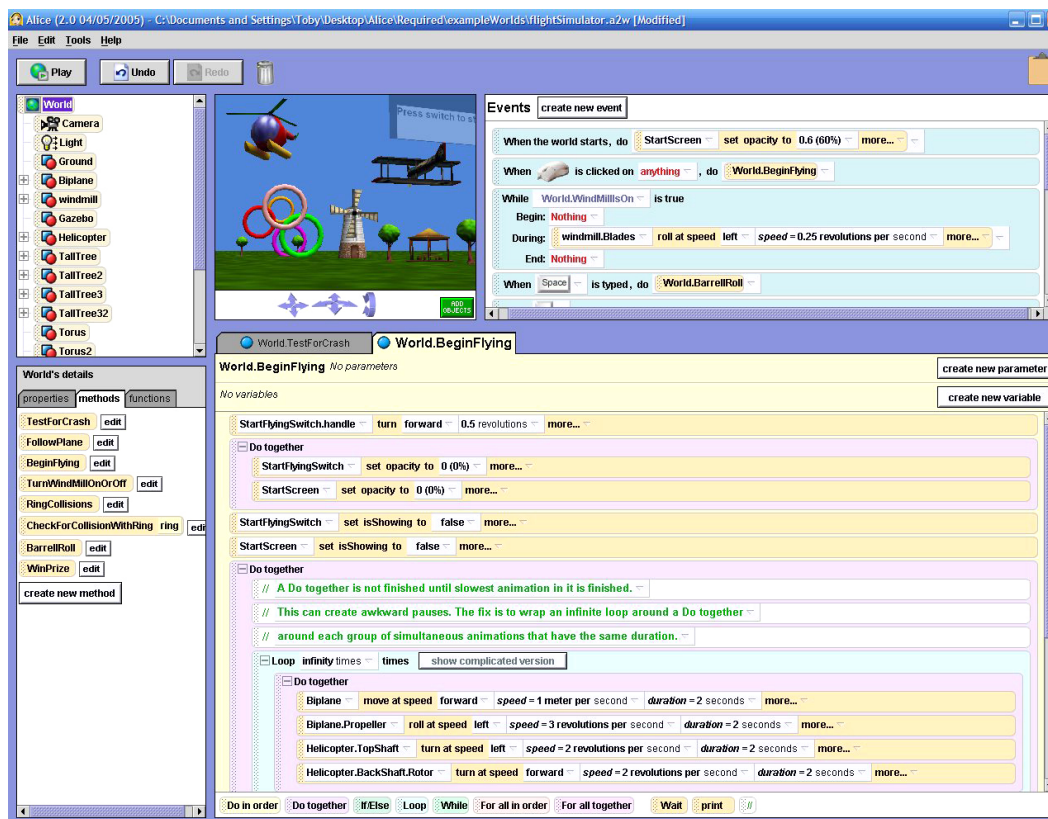 Alice (2.0 04/05/2005) - C:\Documents and Settings\Toby\Desktop\Alice\Required\exampleWorlds\flightSimulator.a2w [Modified]
File Edit Tools Help
Play Undo Redo
World
Camera
Light
Ground
Biplane
windmill
Gazebo
Helicopter
TallTree
TallTree2
TallTree3
TallTree32
Torus
Torus2
Press switch to st
ADD OBJECTS
Events create new event
When the world starts, do StartScreen set opacity to 0.6 (60%) more...
When is clicked on anything , do World.BeginFlying
While World.WindMillIsOn is true
Begin: Nothing
During: windmill.Blades roll at speed left speed = 0.25 revolutions per second more...
End: Nothing
When Space is typed, do World.BarrelRoll
World's details
properties methods functions
TestForCrash edit
FollowPlane edit
BeginFlying edit
TurnWindMillOnOrOff edit
RingCollisions edit
CheckForCollisionWithRing ring edi
BarrelRoll edit
WinPrize edit
create new method
World.TestForCrash World.BeginFlying
World.BeginFlying No parameters create new parameter
No variables create new variable
StartFlyingSwitch.handle turn forward 0.5 revolutions more...
Do together
StartFlyingSwitch set opacity to 0 (0%) more...
StartScreen set opacity to 0 (0%) more...
StartFlyingSwitch set isShowing to false more...
StartScreen set isShowing to false more...
Do together
// A Do together is not finished until slowest animation in it is finished.
// This can create awkward pauses. The fix is to wrap an infinite loop around a Do together
// around each group of simultaneous animations that have the same duration.
Loop infinity times times show complicated version
Do together
Biplane move at speed forward speed = 1 meter per second duration = 2 seconds more...
Biplane.Propeller roll at speed left speed = 3 revolutions per second duration = 2 seconds more...
Helicopter.TopShaft turn at speed left speed = 2 revolutions per second duration = 2 seconds more...
Helicopter.BackShaft.Rotor turn at speed forward speed = 2 revolutions per second duration = 2 seconds more...
Do in order Do together If/Else Loop While For all in order For all together Wait print //